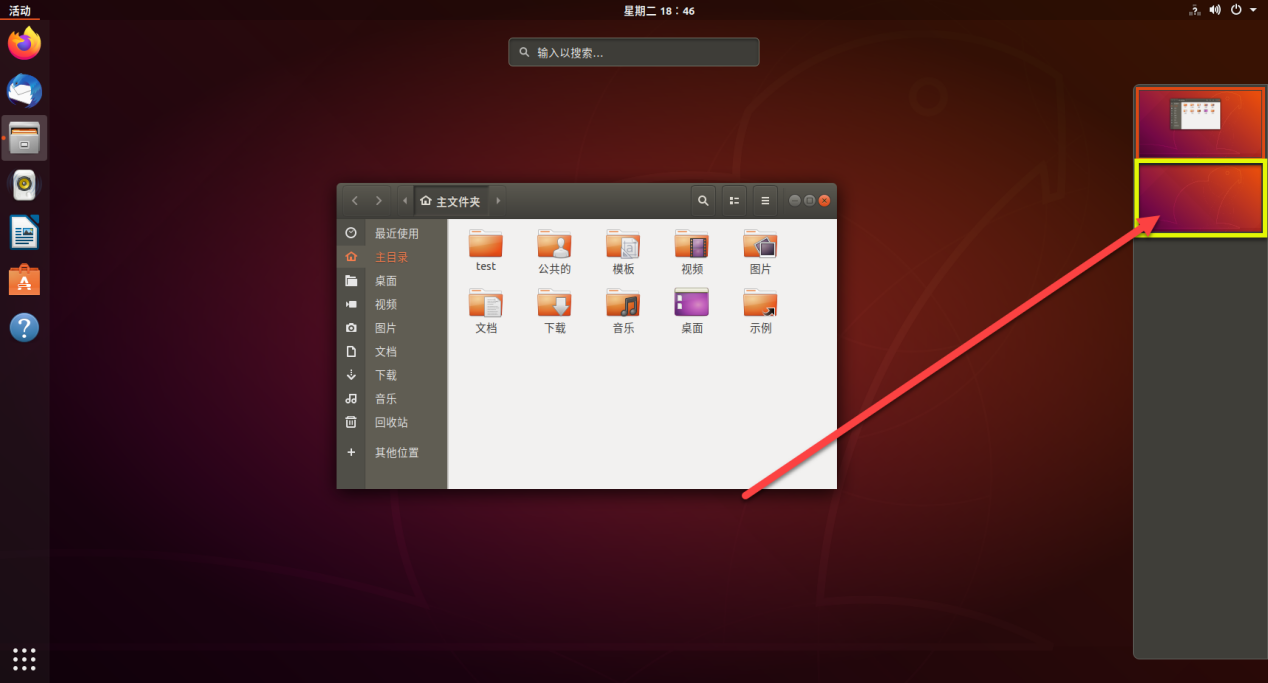 活动
星期二 18：46
输入以搜索...
主文件夹
最近使用
主目录
桌面
视频
图片
文档
下载
音乐
回收站
其他位置
test
公共的
模板
视频
图片
文档
下载
音乐
桌面
示例